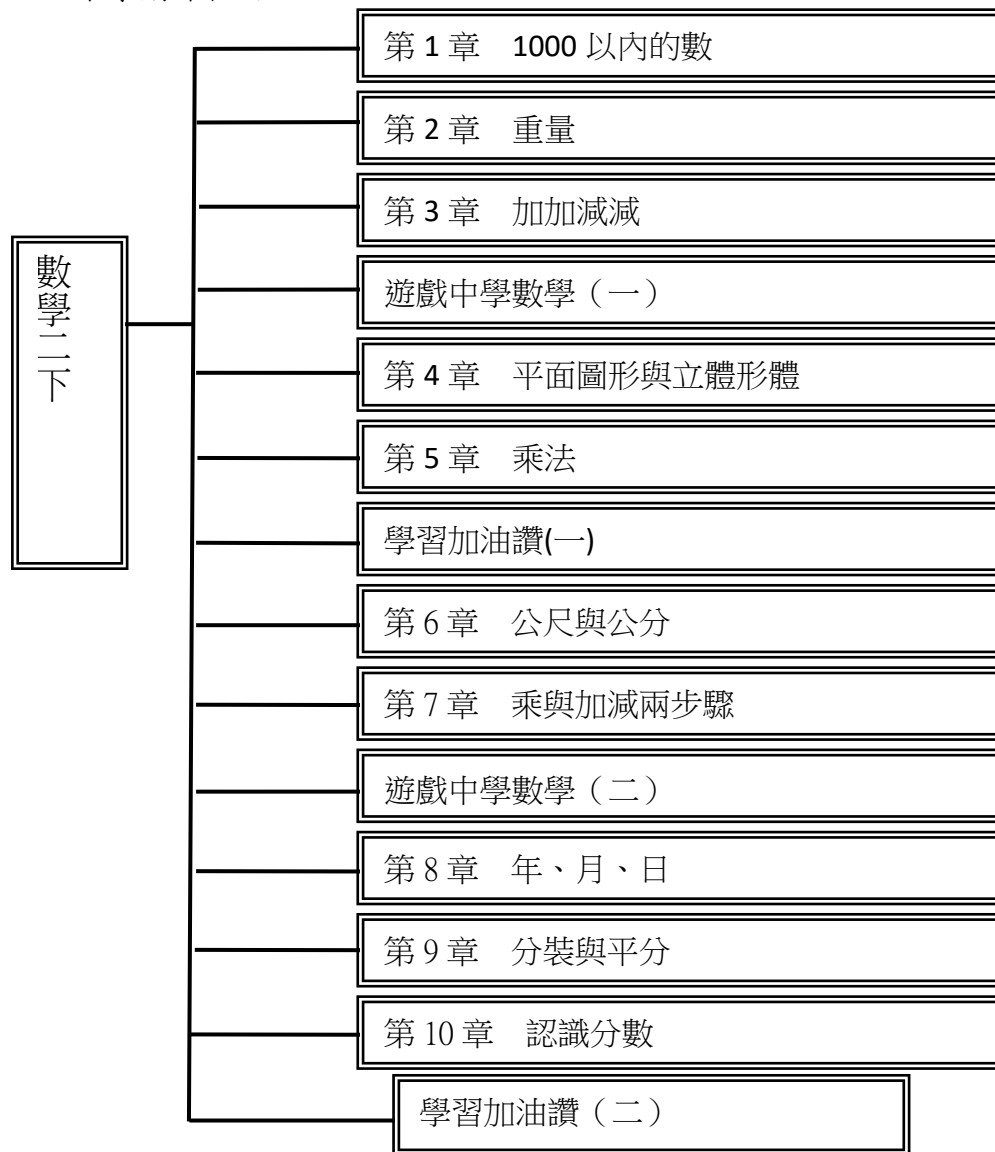 第 1 章　1000 以內的數
第 2 章　重量
第 3 章　加加減減
數學二下
遊戲中學數學（一）
第 4 章　平面圖形與立體形體
第 5 章　乘法
學習加油讚(一)
第 6 章　公尺與公分
第 7 章　乘與加減兩步驟
遊戲中學數學（二）
第 8 章　年、月、日
第 9 章　分裝與平分
第 10 章　認識分數
學習加油讚（二）